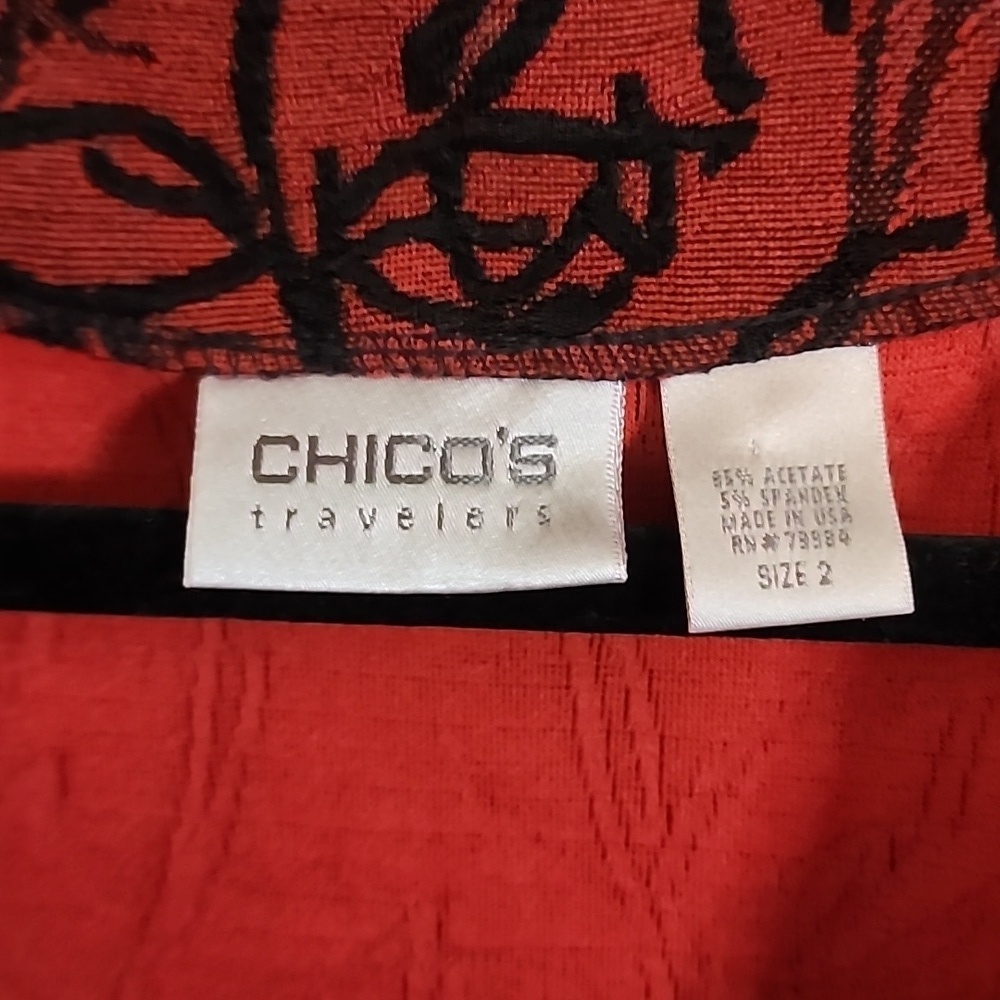 CHICO'S
travelers
95% ACETATE
5% SPANDEX
MADE IN USA
RN # 79984
SIZE 2